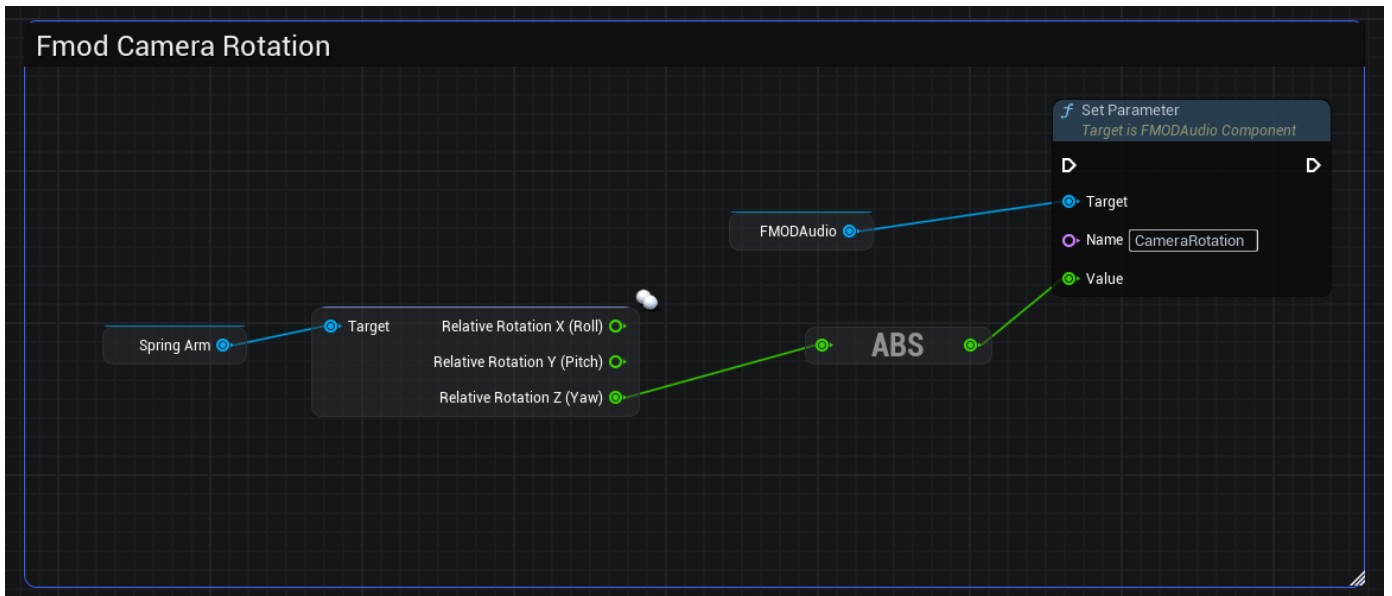 Fmod Camera Rotation
Set Parameter
Target is FMODAudio Component
Target
FMODAudio
Name CameraRotation
Value
Target Relative Rotation X (Roll)
Spring Arm
ABS
Relative Rotation Y (Pitch)
Relative Rotation Z (Yaw)